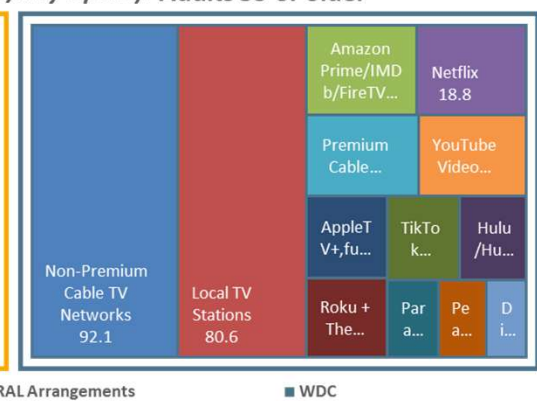 Non-Premium
Cable TV
Networks
92.1
Local TV
Stations
80.6
Amazon
Prime/IMD
b/FireTV...
Netflix
18.8
Premium
Cable...
YouTube
Video...
AppleT
V+,fu...
TikTo
k...
Hulu
/Hu...
Roku +
The...
Par
a...
Pe
a...
D
i...
RAL Arrangements
WDC